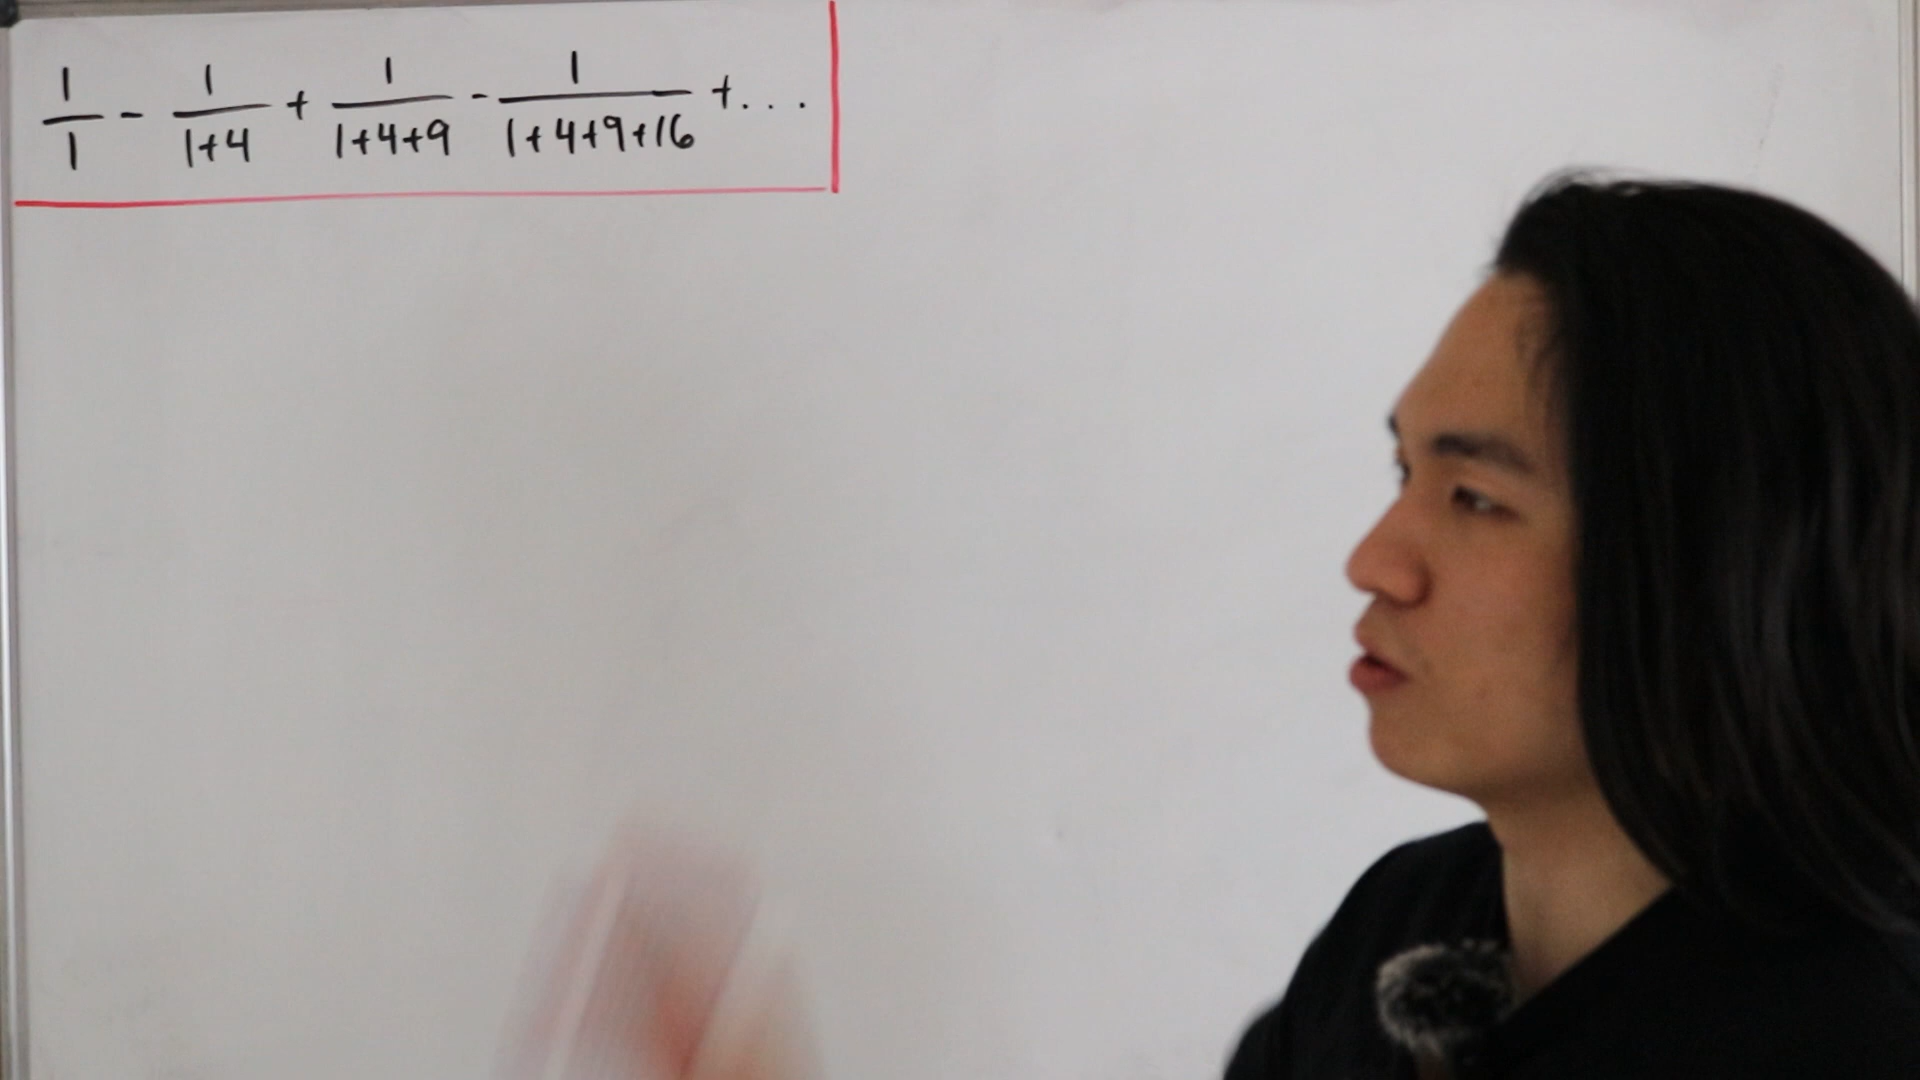 1/1 - 1/(1+4) + 1/(1+4+9) - 1/(1+4+9+16) + ...